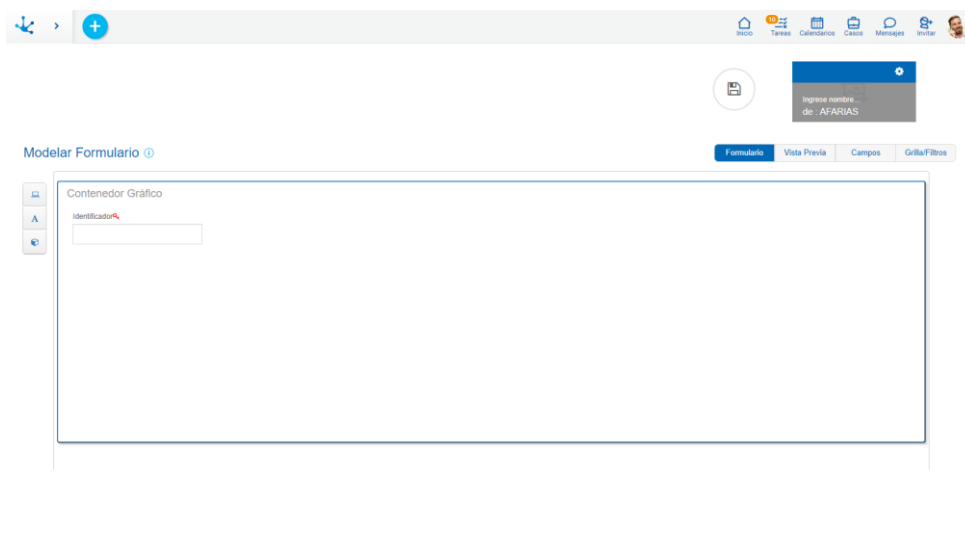 10
Inicio
Tareas
Calendarios
Casos
Mensajes
Invitar
Ingrese nombre...
de : AFARIAS
Modelar Formulario
Formulario
Vista Previa
Campos
Grilla/Filtros
Contenedor Gráfico
A
Identificador